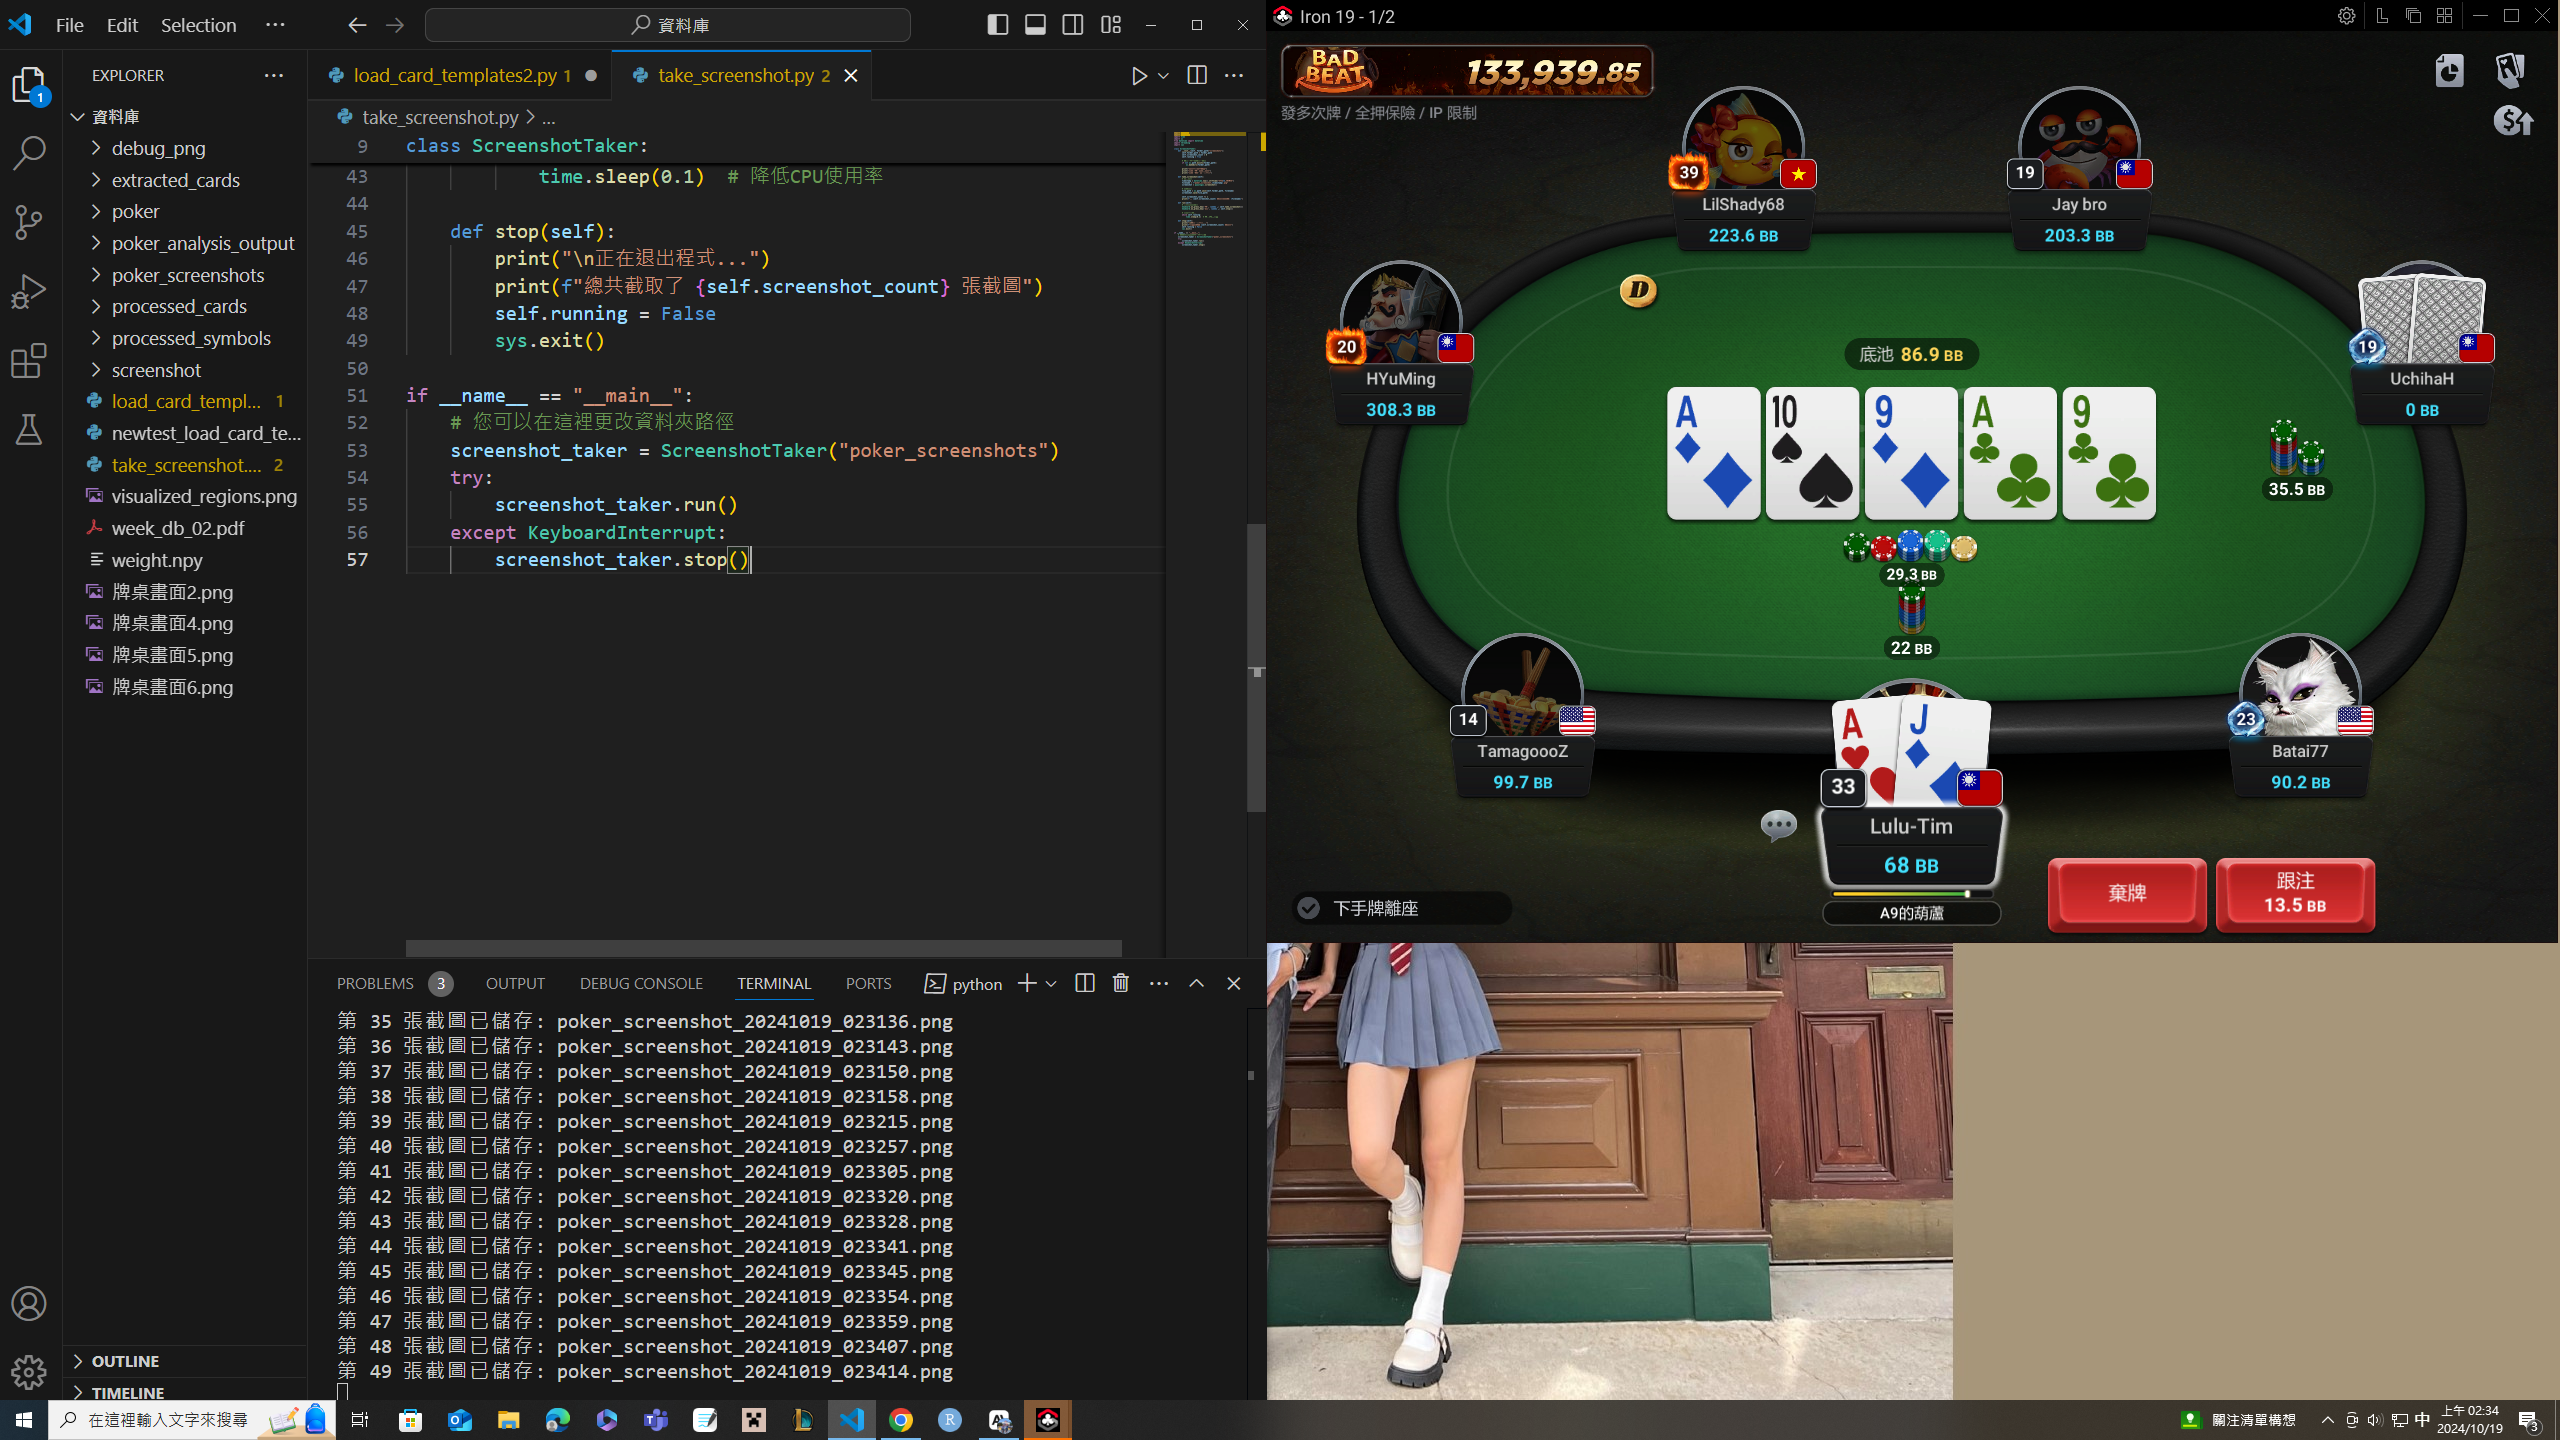 File
Edit
Selection
...
資料庫
EXPLORER
...
資料庫
debug_png
extracted_cards
poker
poker_analysis_output
poker_screenshots
processed_cards
processed_symbols
screenshot
load_card_templ... 1
newtest_load_card_te...
take_screenshot.... 2
visualized_regions.png
week_db_02.pdf
weight.npy
牌桌畫面2.png
牌桌畫面4.png
牌桌畫面5.png
牌桌畫面6.png
OUTLINE
TIMELINE
1
load_card_templates2.py 1
take_screenshot.py 2
take_screenshot.py > ...
9 class ScreenshotTaker:
43 time.sleep(0.1) # 降低CPU使用率
44
45 def stop(self):
46 print("\n正在退出程式...")
47 print(f"總共截取了 {self.screenshot_count} 張截圖")
48 self.running = False
49 sys.exit()
50
51 if __name__ == "__main__":
52 # 您可以在這裡更改資料夾路徑
53 screenshot_taker = ScreenshotTaker("poker_screenshots")
54 try:
55 screenshot_taker.run()
56 except KeyboardInterrupt:
57 screenshot_taker.stop()
PROBLEMS 3
OUTPUT
DEBUG CONSOLE
TERMINAL
PORTS
python
第 35 張截圖已儲存: poker_screenshot_20241019_023136.png
第 36 張截圖已儲存: poker_screenshot_20241019_023143.png
第 37 張截圖已儲存: poker_screenshot_20241019_023150.png
第 38 張截圖已儲存: poker_screenshot_20241019_023158.png
第 39 張截圖已儲存: poker_screenshot_20241019_023215.png
第 40 張截圖已儲存: poker_screenshot_20241019_023257.png
第 41 張截圖已儲存: poker_screenshot_20241019_023305.png
第 42 張截圖已儲存: poker_screenshot_20241019_023320.png
第 43 張截圖已儲存: poker_screenshot_20241019_023328.png
第 44 張截圖已儲存: poker_screenshot_20241019_023341.png
第 45 張截圖已儲存: poker_screenshot_20241019_023345.png
第 46 張截圖已儲存: poker_screenshot_20241019_023354.png
第 47 張截圖已儲存: poker_screenshot_20241019_023359.png
第 48 張截圖已儲存: poker_screenshot_20241019_023407.png
第 49 張截圖已儲存: poker_screenshot_20241019_023414.png
Iron 19 - 1/2
BAD BEAT
133,939.85
發多次牌 / 全押保險 / IP 限制
39
LilShady68
223.6 BB
19
Jay bro
203.3 BB
20
HYuMing
308.3 BB
19
UchihaH
0 BB
D
底池 86.9 BB
A 10 9 A 9
35.5 BB
29.3 BB
22 BB
14
TamagoooZ
99.7 BB
23
Batai77
90.2 BB
A J
33
Lulu-Tim
68 BB
A9的葫蘆
下手牌離座
棄牌
跟注
13.5 BB
在這裡輸入文字來搜尋
關注清單構想
中
上午 02:34
2024/10/19
3